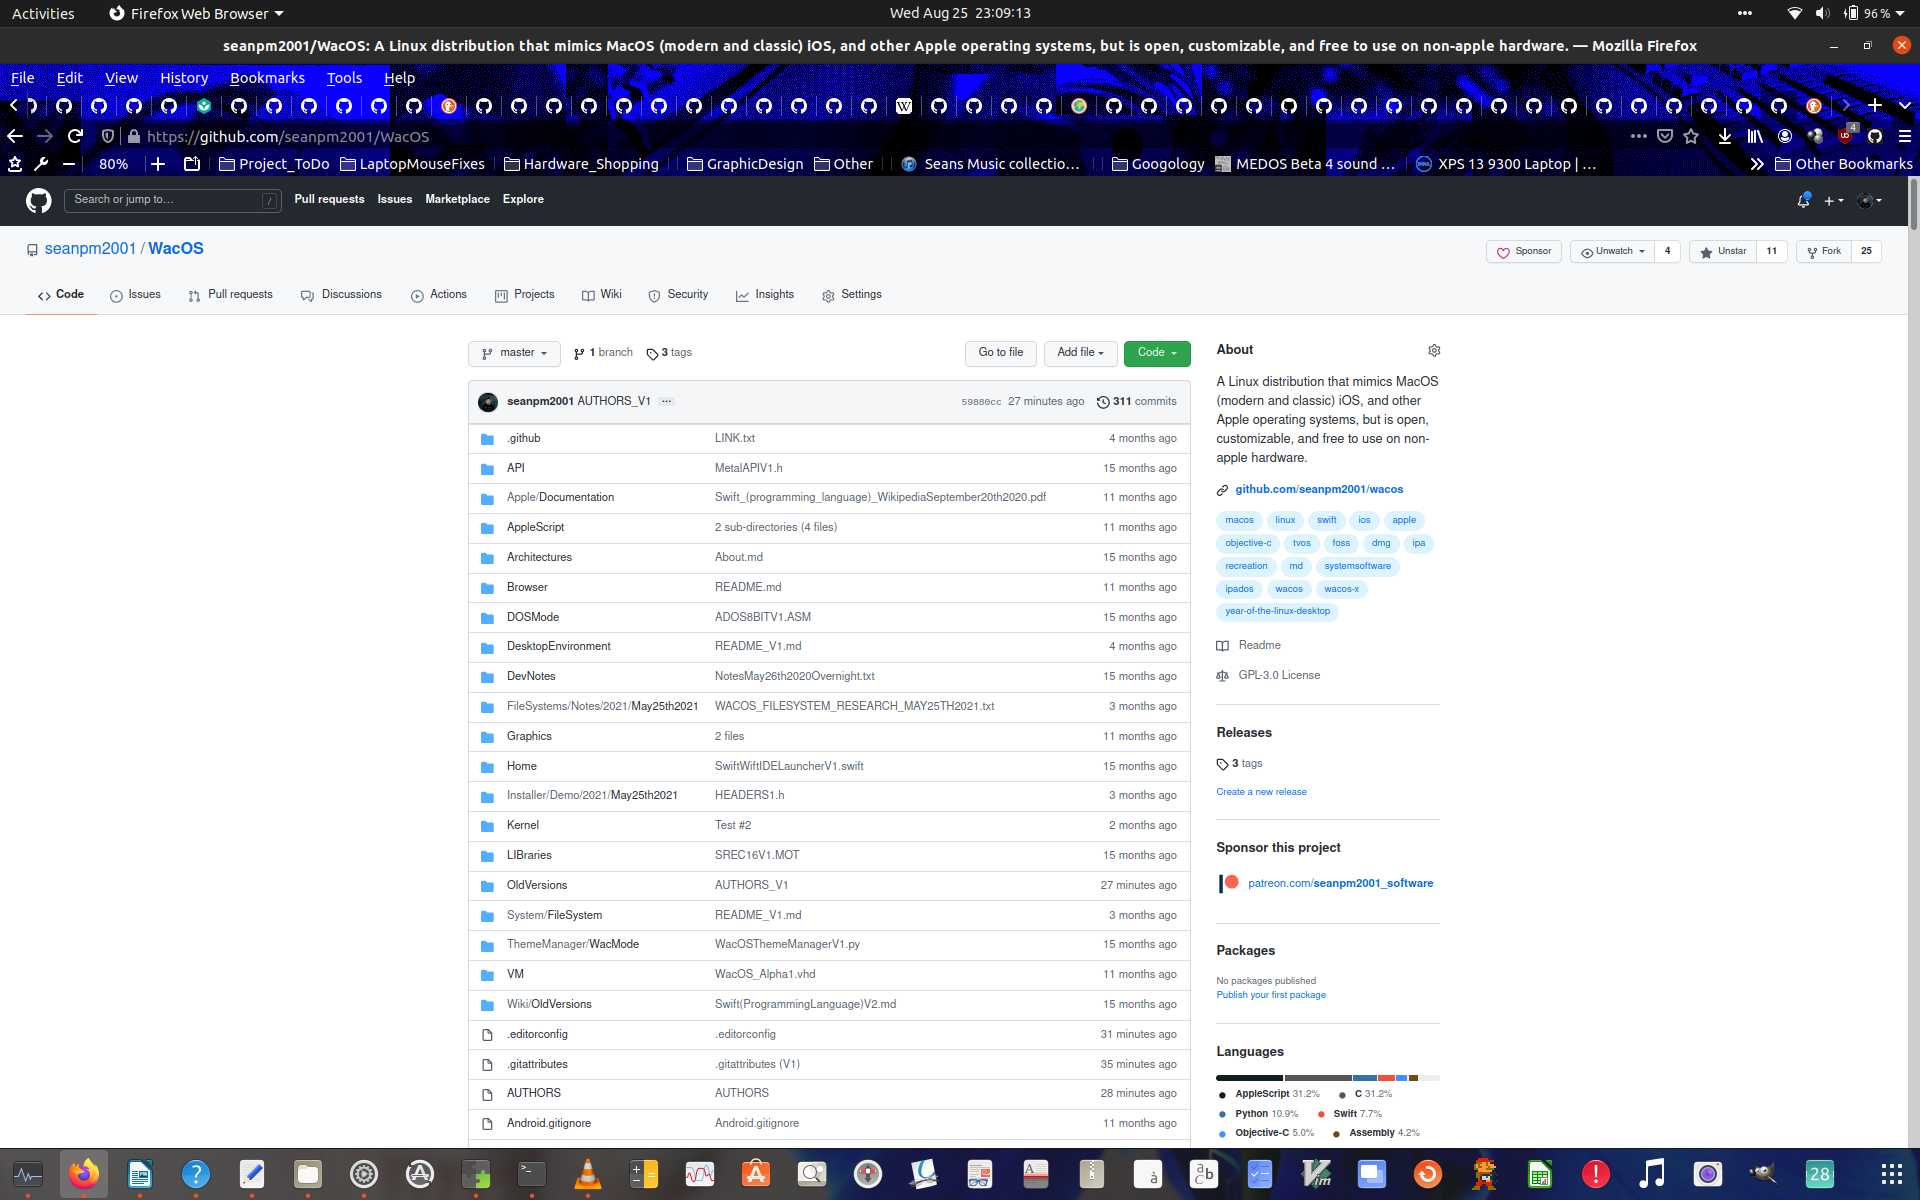 Activities Firefox Web Browser Wed Aug 25 23:09:13 96 %
seanpm2001/WacOS: A Linux distribution that mimics MacOS (modern and classic) iOS, and other Apple operating systems, but is open, customizable, and free to use on non-apple hardware. — Mozilla Firefox
File Edit View History Bookmarks Tools Help
https://github.com/seanpm2001/WacOS 4
80% Project_ToDo LaptopMouseFixes Hardware_Shopping GraphicDesign Other Seans Music collectio… Googology MEDOS Beta 4 sound … XPS 13 9300 Laptop | … Other Bookmarks
Search or jump to… / Pull requests Issues Marketplace Explore
seanpm2001 / WacOS Sponsor Unwatch 4 Unstar 11 Fork 25
Code Issues Pull requests Discussions Actions Projects Wiki Security Insights Settings
master 1 branch 3 tags Go to file Add file Code
seanpm2001 AUTHORS_V1 … 59880cc 27 minutes ago 311 commits
.github LINK.txt 4 months ago
API MetalAPIV1.h 15 months ago
Apple/Documentation Swift_(programming_language)_WikipediaSeptember20th2020.pdf 11 months ago
AppleScript 2 sub-directories (4 files) 11 months ago
Architectures About.md 15 months ago
Browser README.md 11 months ago
DOSMode ADOS8BITV1.ASM 15 months ago
DesktopEnvironment README_V1.md 4 months ago
DevNotes NotesMay26th2020Overnight.txt 15 months ago
FileSystems/Notes/2021/May25th2021 WACOS_FILESYSTEM_RESEARCH_MAY25TH2021.txt 3 months ago
Graphics 2 files 11 months ago
Home SwiftWiftIDELauncherV1.swift 15 months ago
Installer/Demo/2021/May25th2021 HEADERS1.h 3 months ago
Kernel Test #2 2 months ago
LIBraries SREC16V1.MOT 15 months ago
OldVersions AUTHORS_V1 27 minutes ago
System/FileSystem README_V1.md 3 months ago
ThemeManager/WacMode WacOSThemeManagerV1.py 15 months ago
VM WacOS_Alpha1.vhd 11 months ago
Wiki/OldVersions Swift(ProgrammingLanguage)V2.md 15 months ago
.editorconfig .editorconfig 31 minutes ago
.gitattributes .gitattributes (V1) 35 minutes ago
AUTHORS AUTHORS 28 minutes ago
Android.gitignore Android.gitignore 11 months ago
About
A Linux distribution that mimics MacOS
(modern and classic) iOS, and other
Apple operating systems, but is open,
customizable, and free to use on non-
apple hardware.
github.com/seanpm2001/wacos
macos linux swift ios apple
objective-c tvos foss dmg ipa
recreation md systemsoftware
ipados wacos wacos-x
year-of-the-linux-desktop
Readme
GPL-3.0 License
Releases
3 tags
Create a new release
Sponsor this project
patreon.com/seanpm2001_software
Packages
No packages published
Publish your first package
Languages
AppleScript 31.2% C 31.2%
Python 10.9% Swift 7.7%
Objective-C 5.0% Assembly 4.2%
28